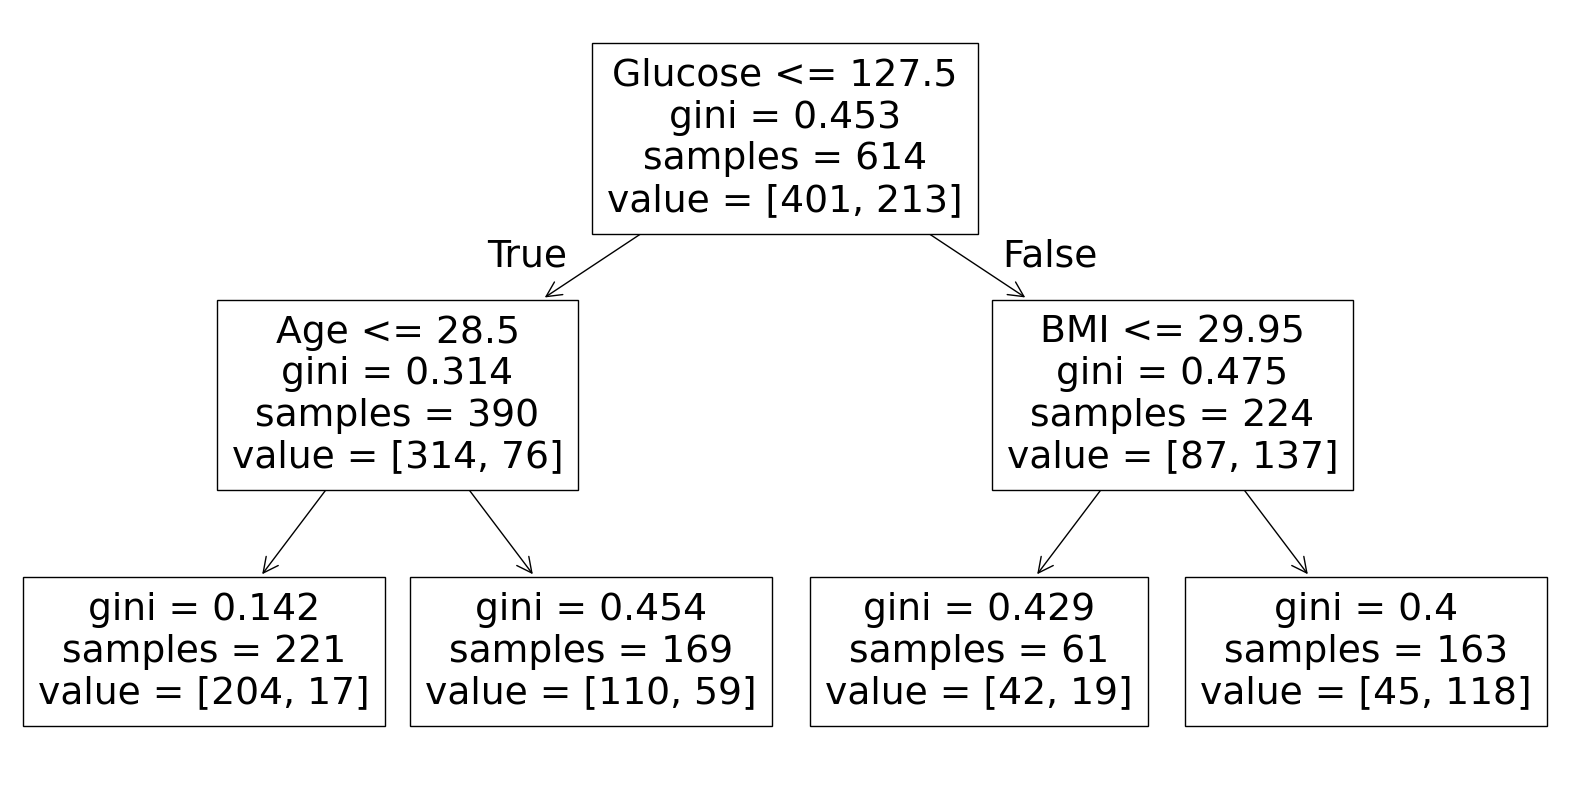 Glucose <= 127.5
gini = 0.453
samples = 614
value = [401, 213]
True
False
Age <= 28.5
gini = 0.314
samples = 390
value = [314, 76]
BMI <= 29.95
gini = 0.475
samples = 224
value = [87, 137]
gini = 0.142
samples = 221
value = [204, 17]
gini = 0.454
samples = 169
value = [110, 59]
gini = 0.429
samples = 61
value = [42, 19]
gini = 0.4
samples = 163
value = [45, 118]